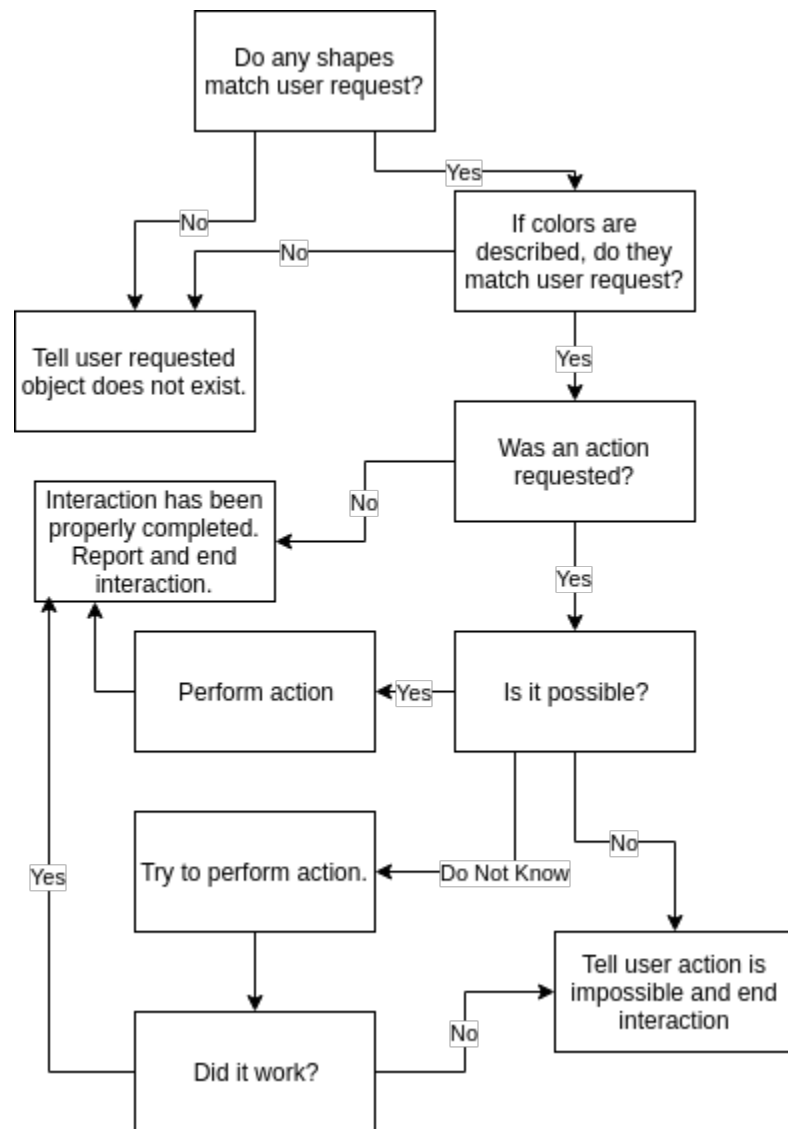 Do any shapes
match user request?
Yes
No
If colors are
described, do they
match user request?
No
Tell user requested
object does not exist.
Yes
Was an action
requested?
No
Interaction has been
properly completed.
Report and end
interaction.
Yes
Perform action
Yes
Is it possible?
No
Try to perform action.
Do Not Know
Yes
Tell user action is
impossible and end
interaction
No
Did it work?